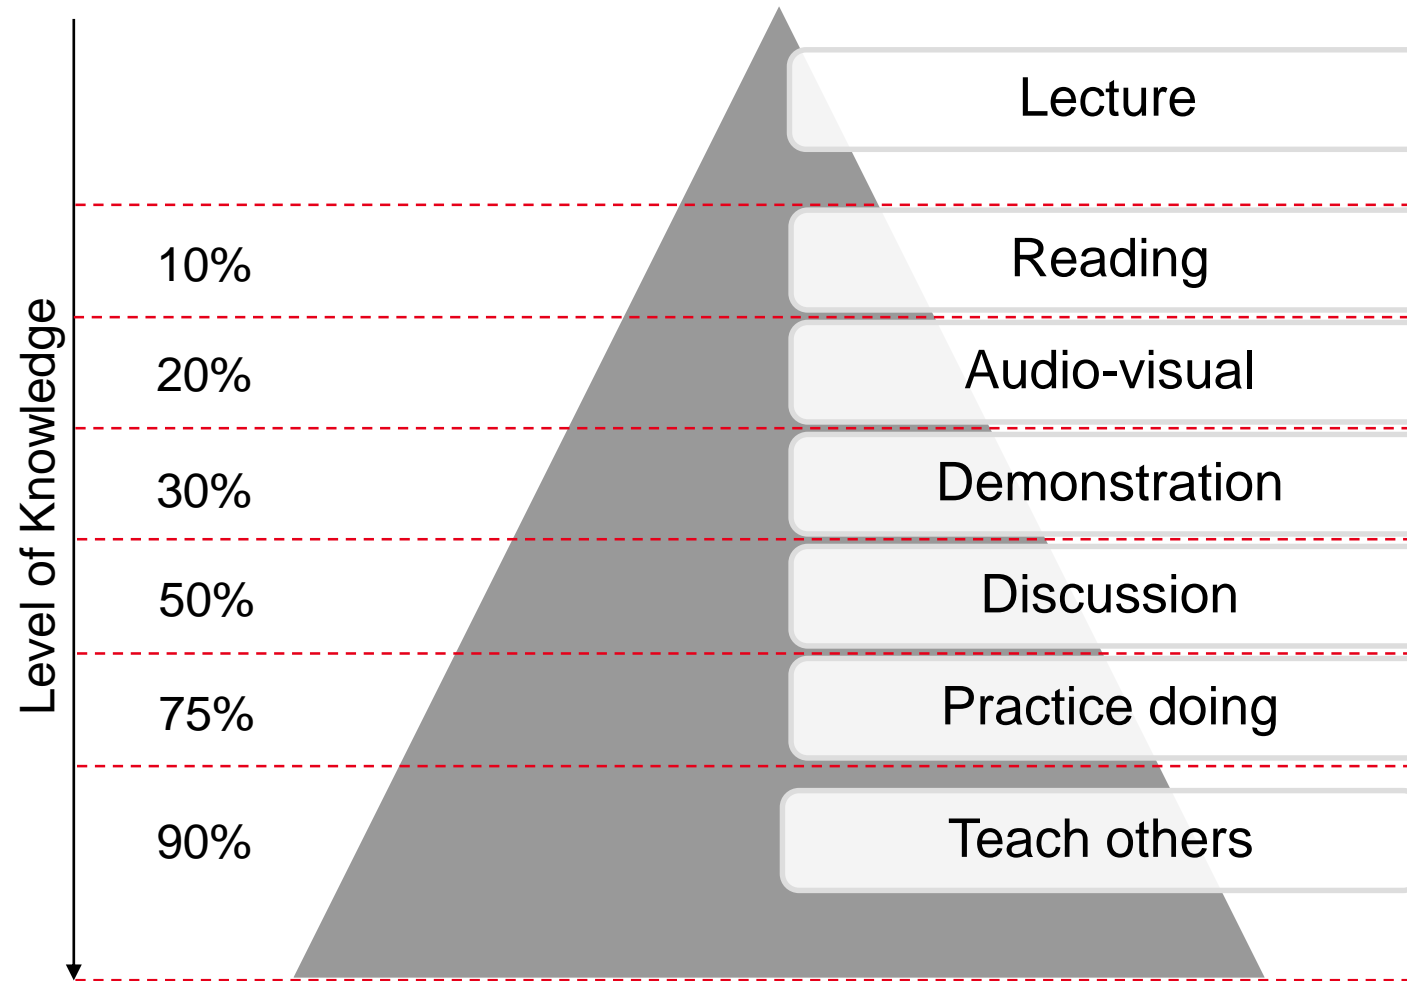 Lecture
10% Reading
20% Audio-visual
30% Demonstration
50% Discussion
75% Practice doing
90% Teach others
Level of Knowledge